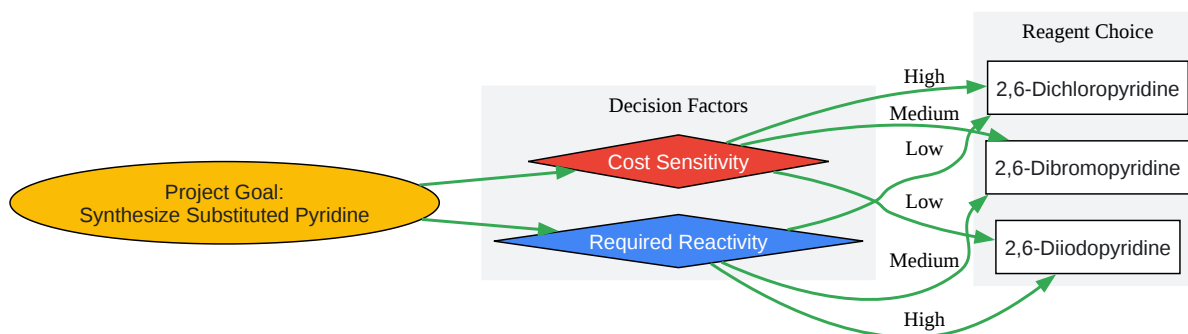 Project Goal:
Synthesize Substituted Pyridine
Decision Factors
Cost Sensitivity
Required Reactivity
High
Medium
Low
Low
Medium
High
Reagent Choice
2,6-Dichloropyridine
2,6-Dibromopyridine
2,6-Diiodopyridine